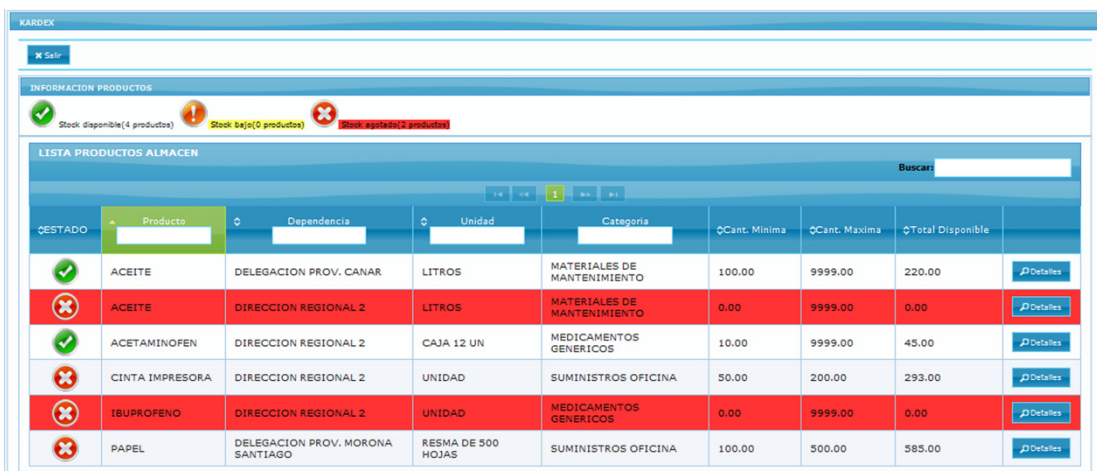 KARDEX
Salir
INFORMACION PRODUCTOS
Stock disponible(4 productos) Stock bajo(0 productos) Stock agotado(2 productos)
LISTA PRODUCTOS ALMACEN
Buscar:
1
ESTADO Producto Dependencia Unidad Categoria Cant. Minima Cant. Maxima Total Disponible
ACEITE DELEGACION PROV. CANAR LITROS MATERIALES DE MANTENIMIENTO 100.00 9999.00 220.00 Detalles
ACEITE DIRECCION REGIONAL 2 LITROS MATERIALES DE MANTENIMIENTO 0.00 9999.00 0.00 Detalles
ACETAMINOFEN DIRECCION REGIONAL 2 CAJA 12 UN MEDICAMENTOS GENERICOS 10.00 9999.00 45.00 Detalles
CINTA IMPRESORA DIRECCION REGIONAL 2 UNIDAD SUMINISTROS OFICINA 50.00 200.00 293.00 Detalles
IBUPROFENO DIRECCION REGIONAL 2 UNIDAD MEDICAMENTOS GENERICOS 0.00 9999.00 0.00 Detalles
PAPEL DELEGACION PROV. MORONA SANTIAGO RESMA DE 500 HOJAS SUMINISTROS OFICINA 100.00 500.00 585.00 Detalles